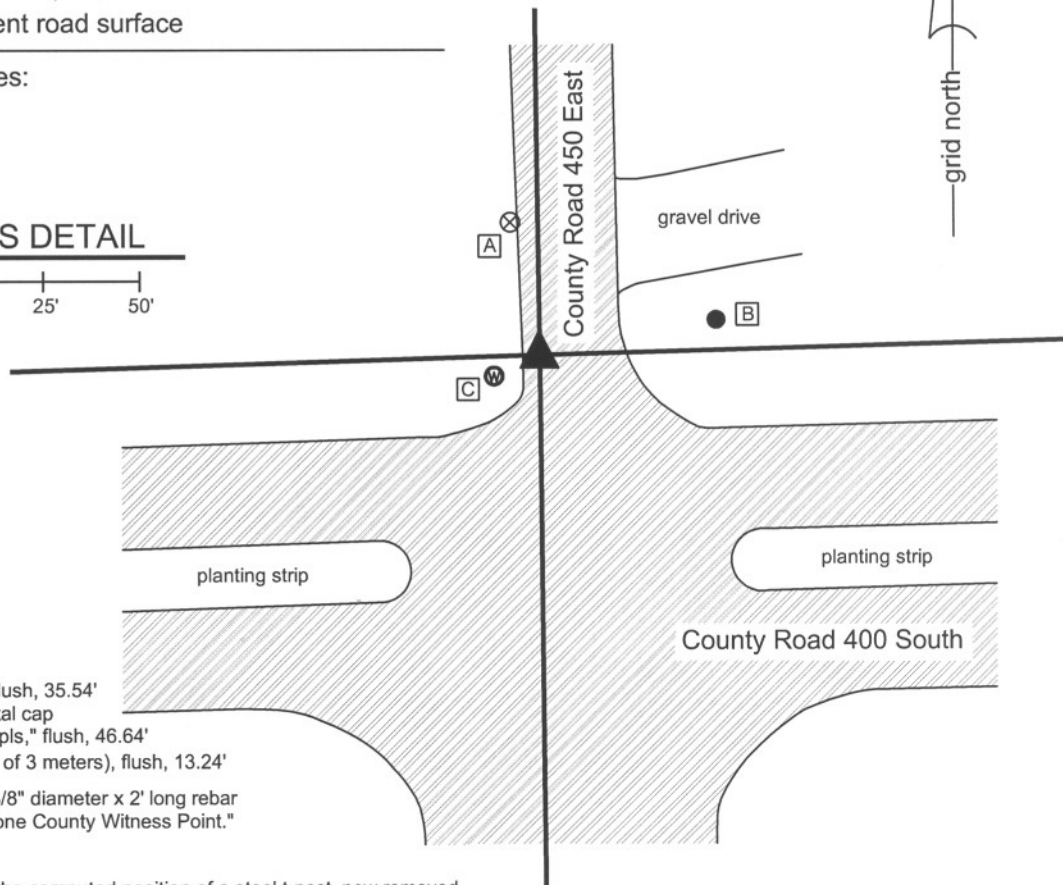 ent road surface
es:
S DETAIL
25' 50'
County Road 450 East
grid north
gravel drive
A
B
C
W
planting strip
planting strip
County Road 400 South
lush, 35.54'
tal cap
pls," flush, 46.64'
of 3 meters), flush, 13.24'
/8" diameter x 2' long rebar
one County Witness Point."